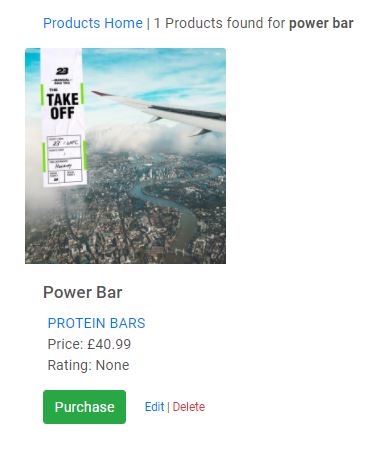 Products Home | 1 Products found for power bar
23
THE
TAKE
OFF
Power Bar
PROTEIN BARS
Price: £40.99
Rating: None
Purchase
Edit | Delete